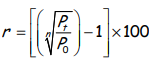 r = [(ⁿ√(Pₜ/P₀)) − 1] × 100